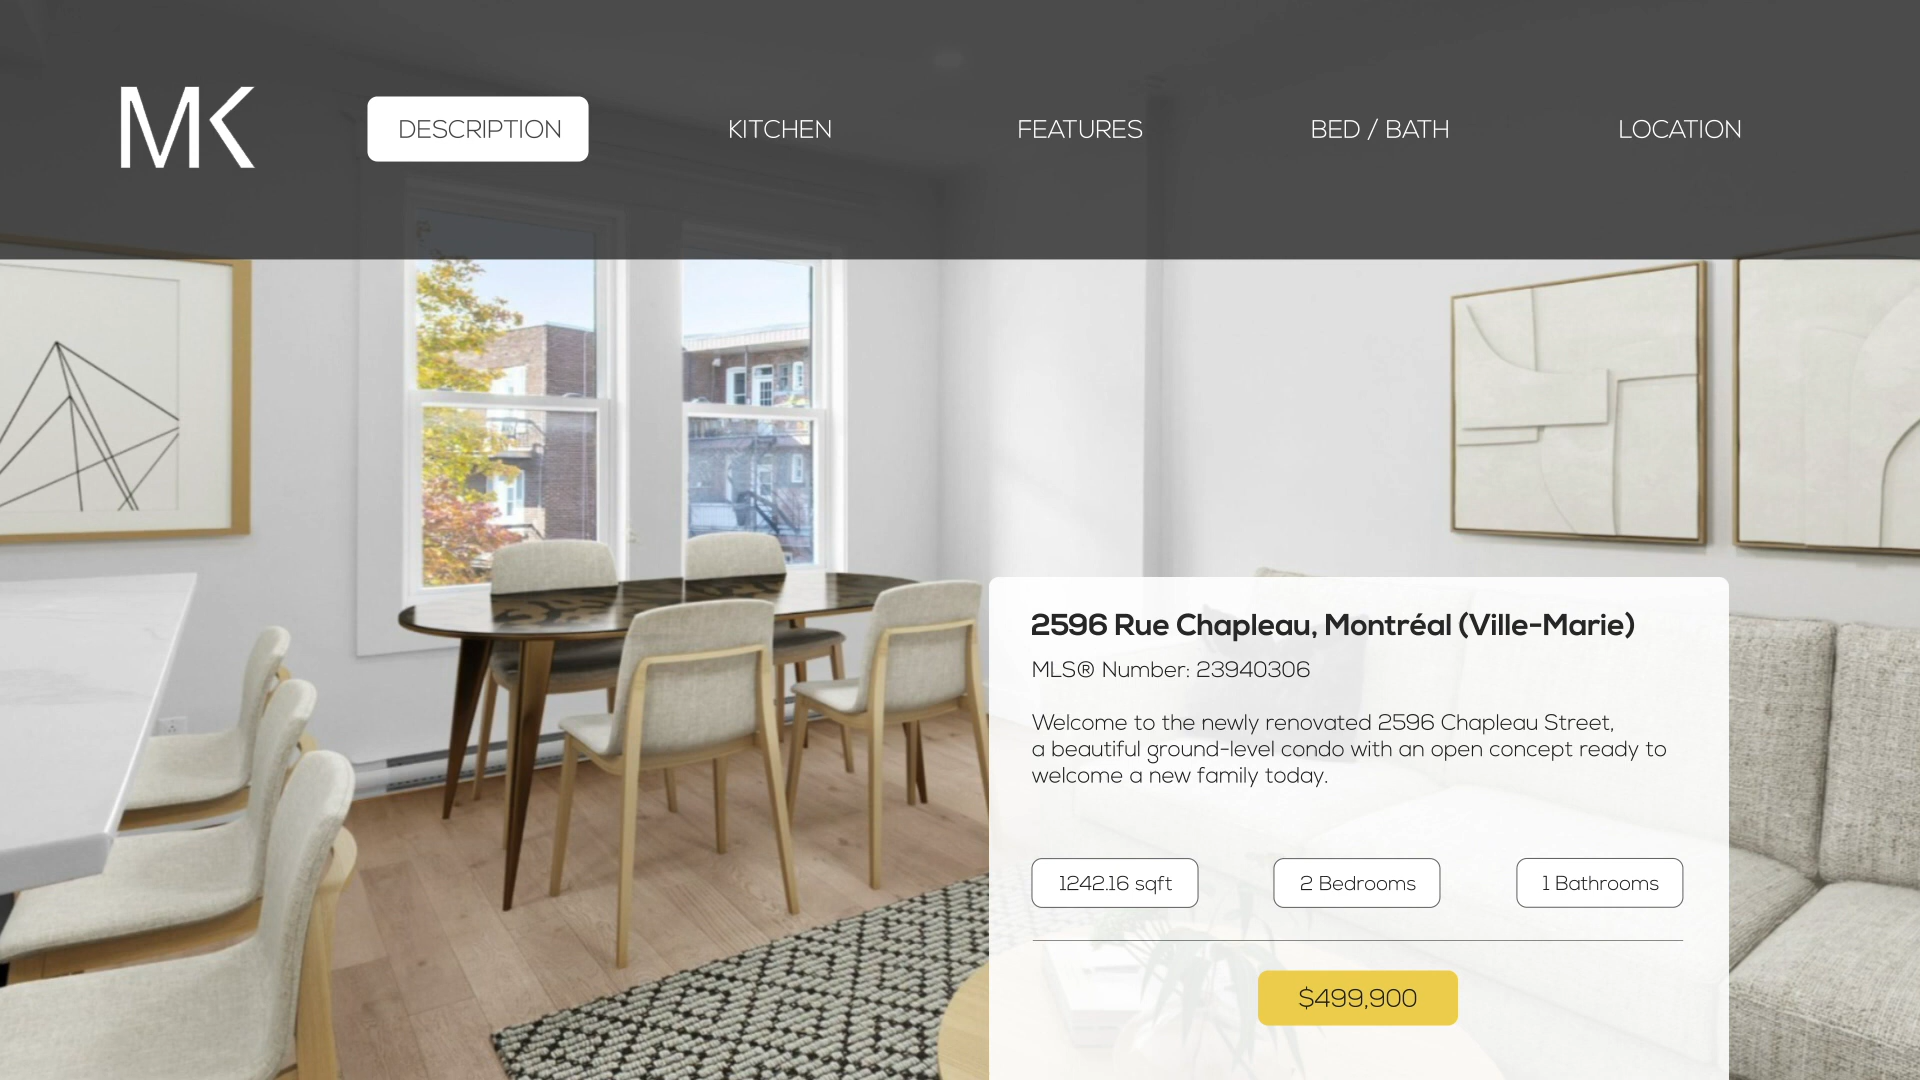 MK
DESCRIPTION
KITCHEN
FEATURES
BED / BATH
LOCATION
2596 Rue Chapleau, Montréal (Ville-Marie)
MLS® Number: 23940306
Welcome to the newly renovated 2596 Chapleau Street,
a beautiful ground-level condo with an open concept ready to
welcome a new family today.
1242.16 sqft
2 Bedrooms
1 Bathrooms
$499,900